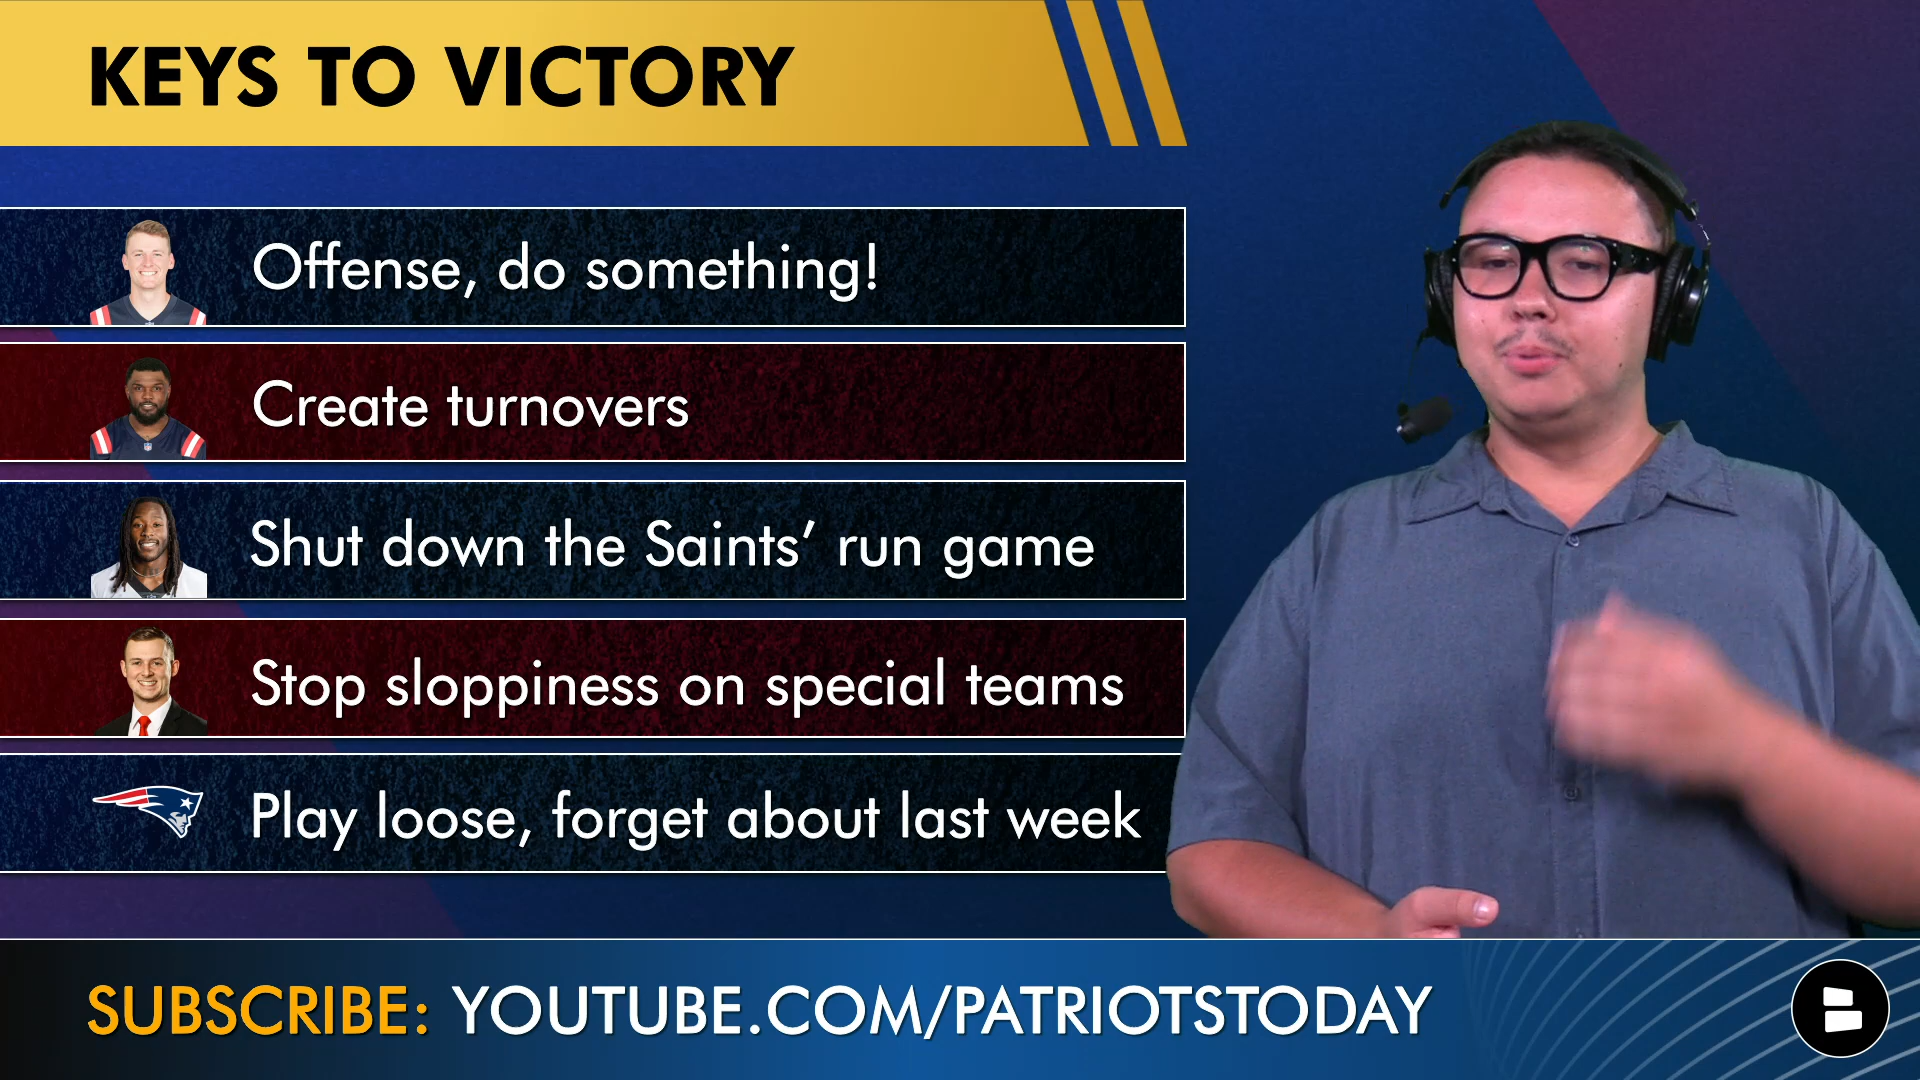 KEYS TO VICTORY
Offense, do something!
Create turnovers
Shut down the Saints’ run game
Stop sloppiness on special teams
Play loose, forget about last week
SUBSCRIBE: YOUTUBE.COM/PATRIOTSTODAY